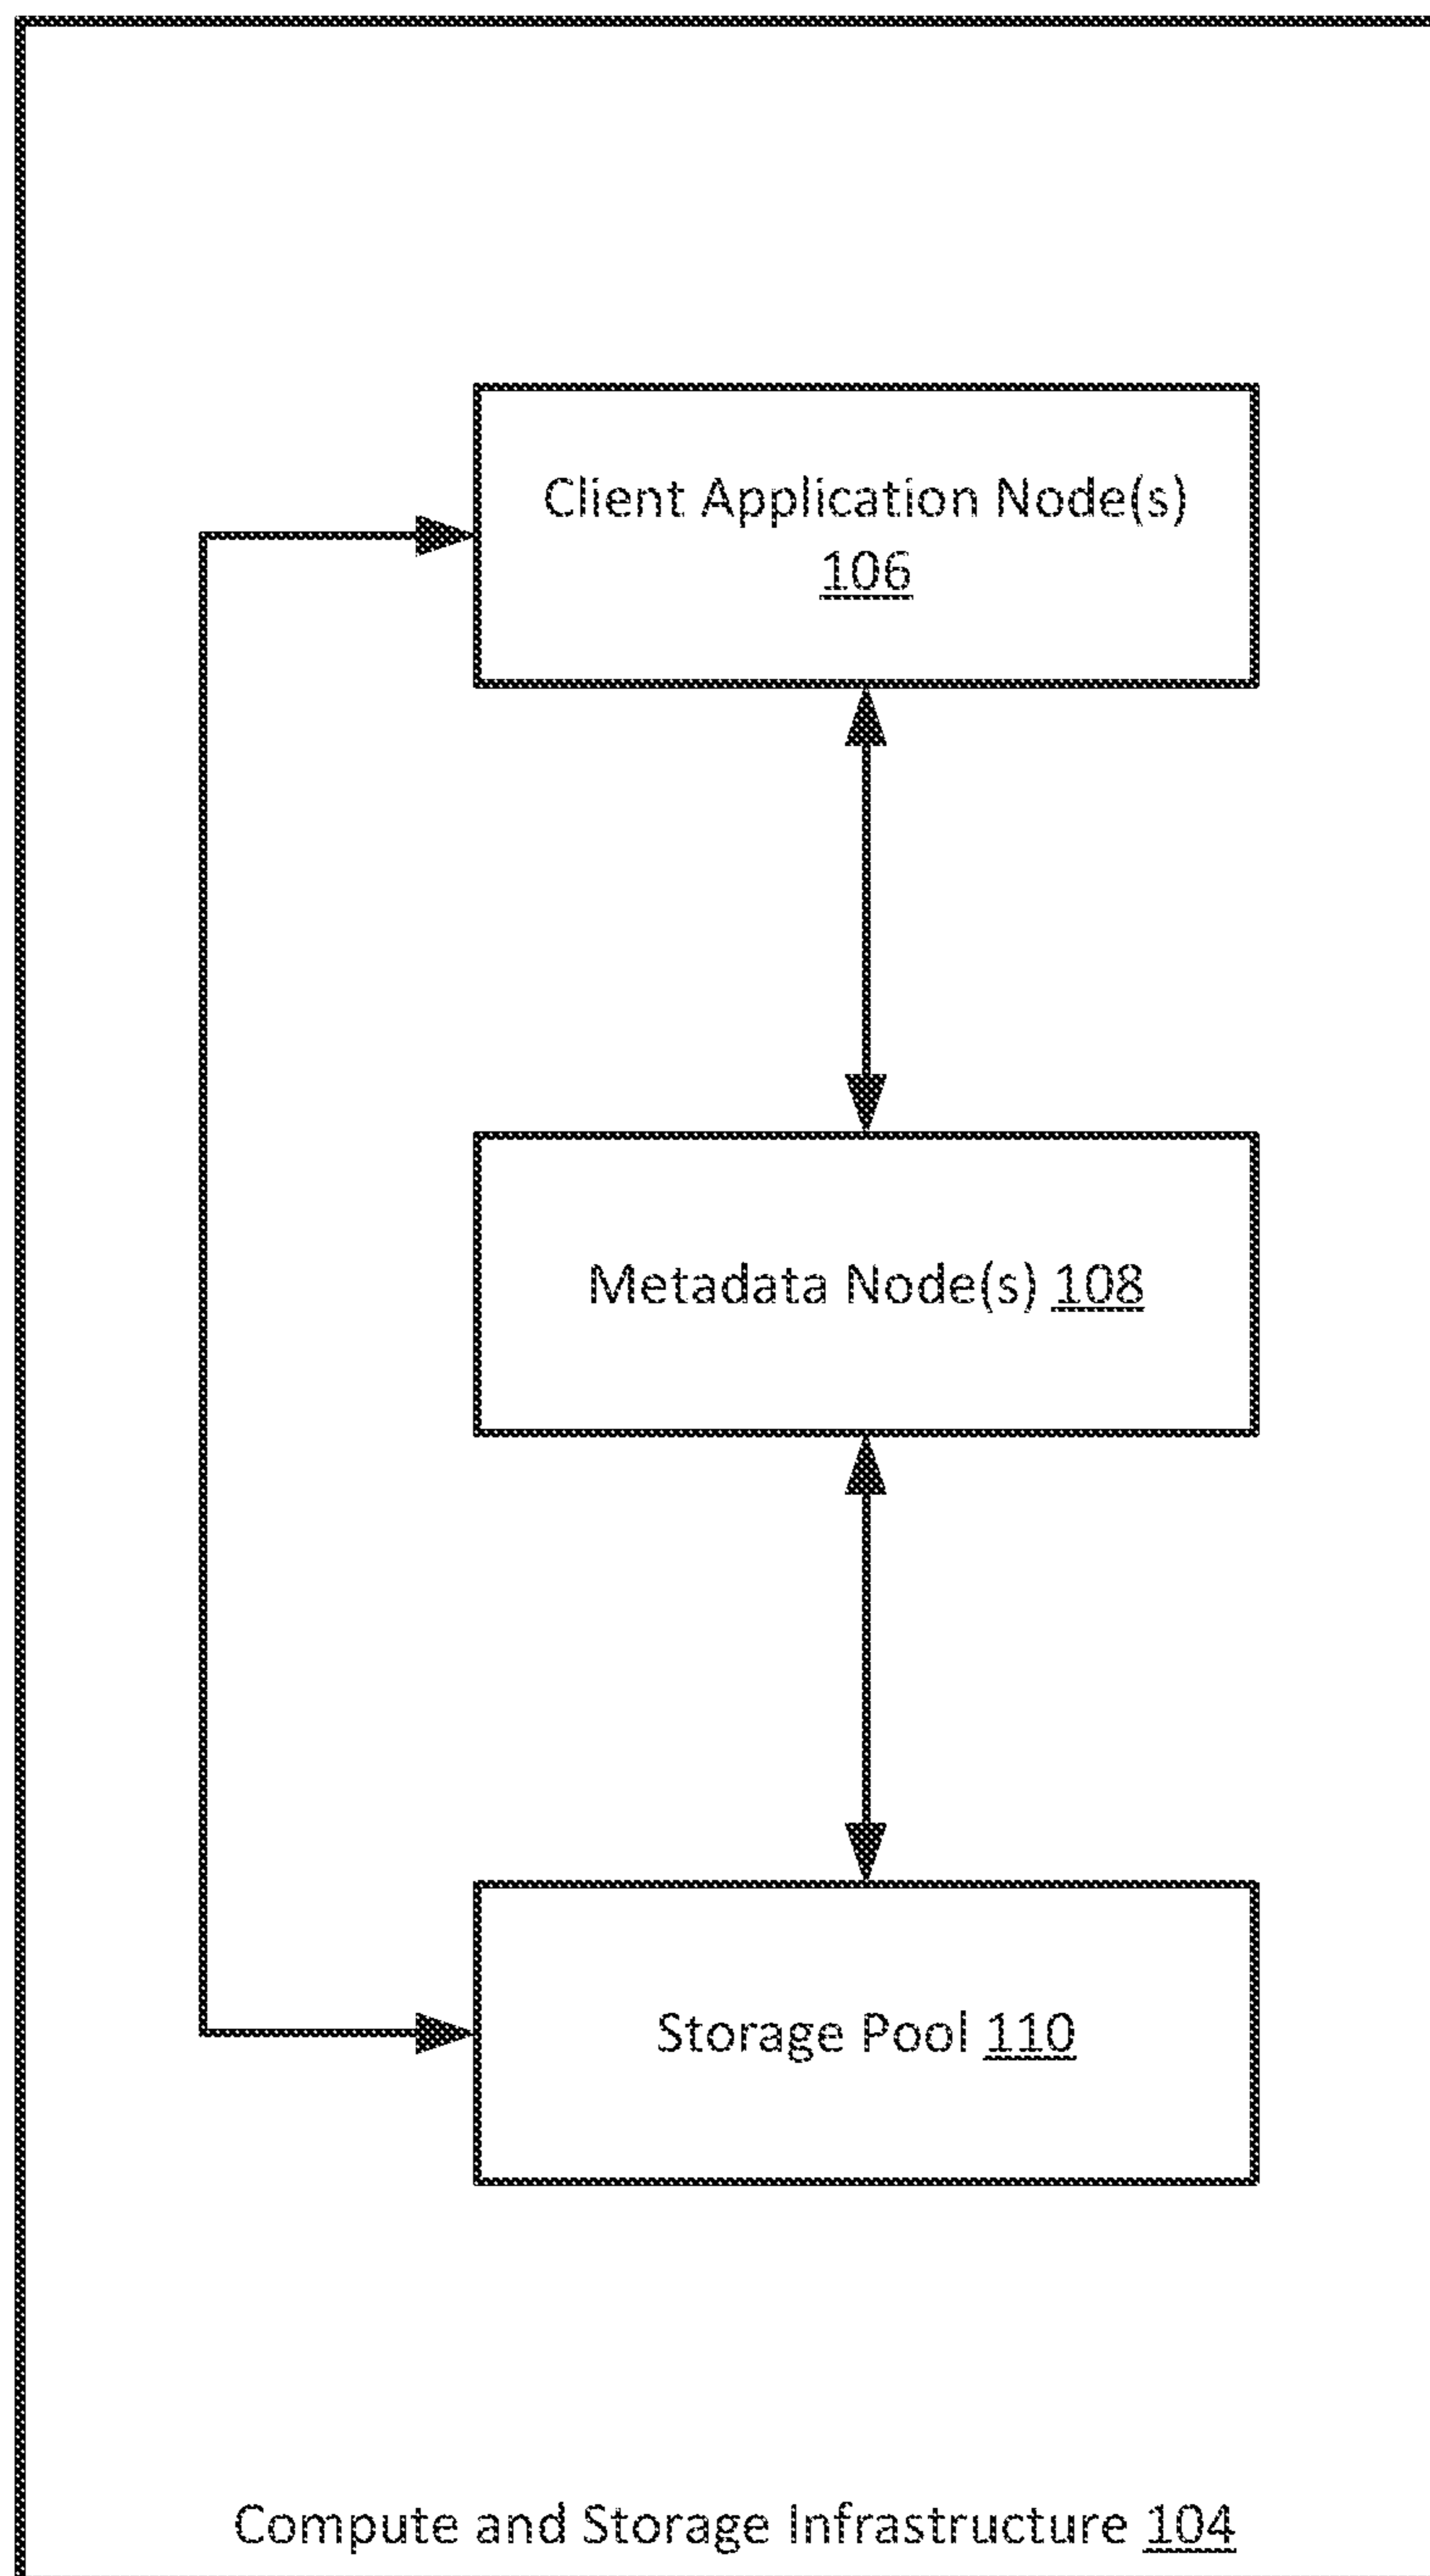 Client Application Node(s)
106
Metadata Node(s) 108
Storage Pool 110
Compute and Storage Infrastructure 104